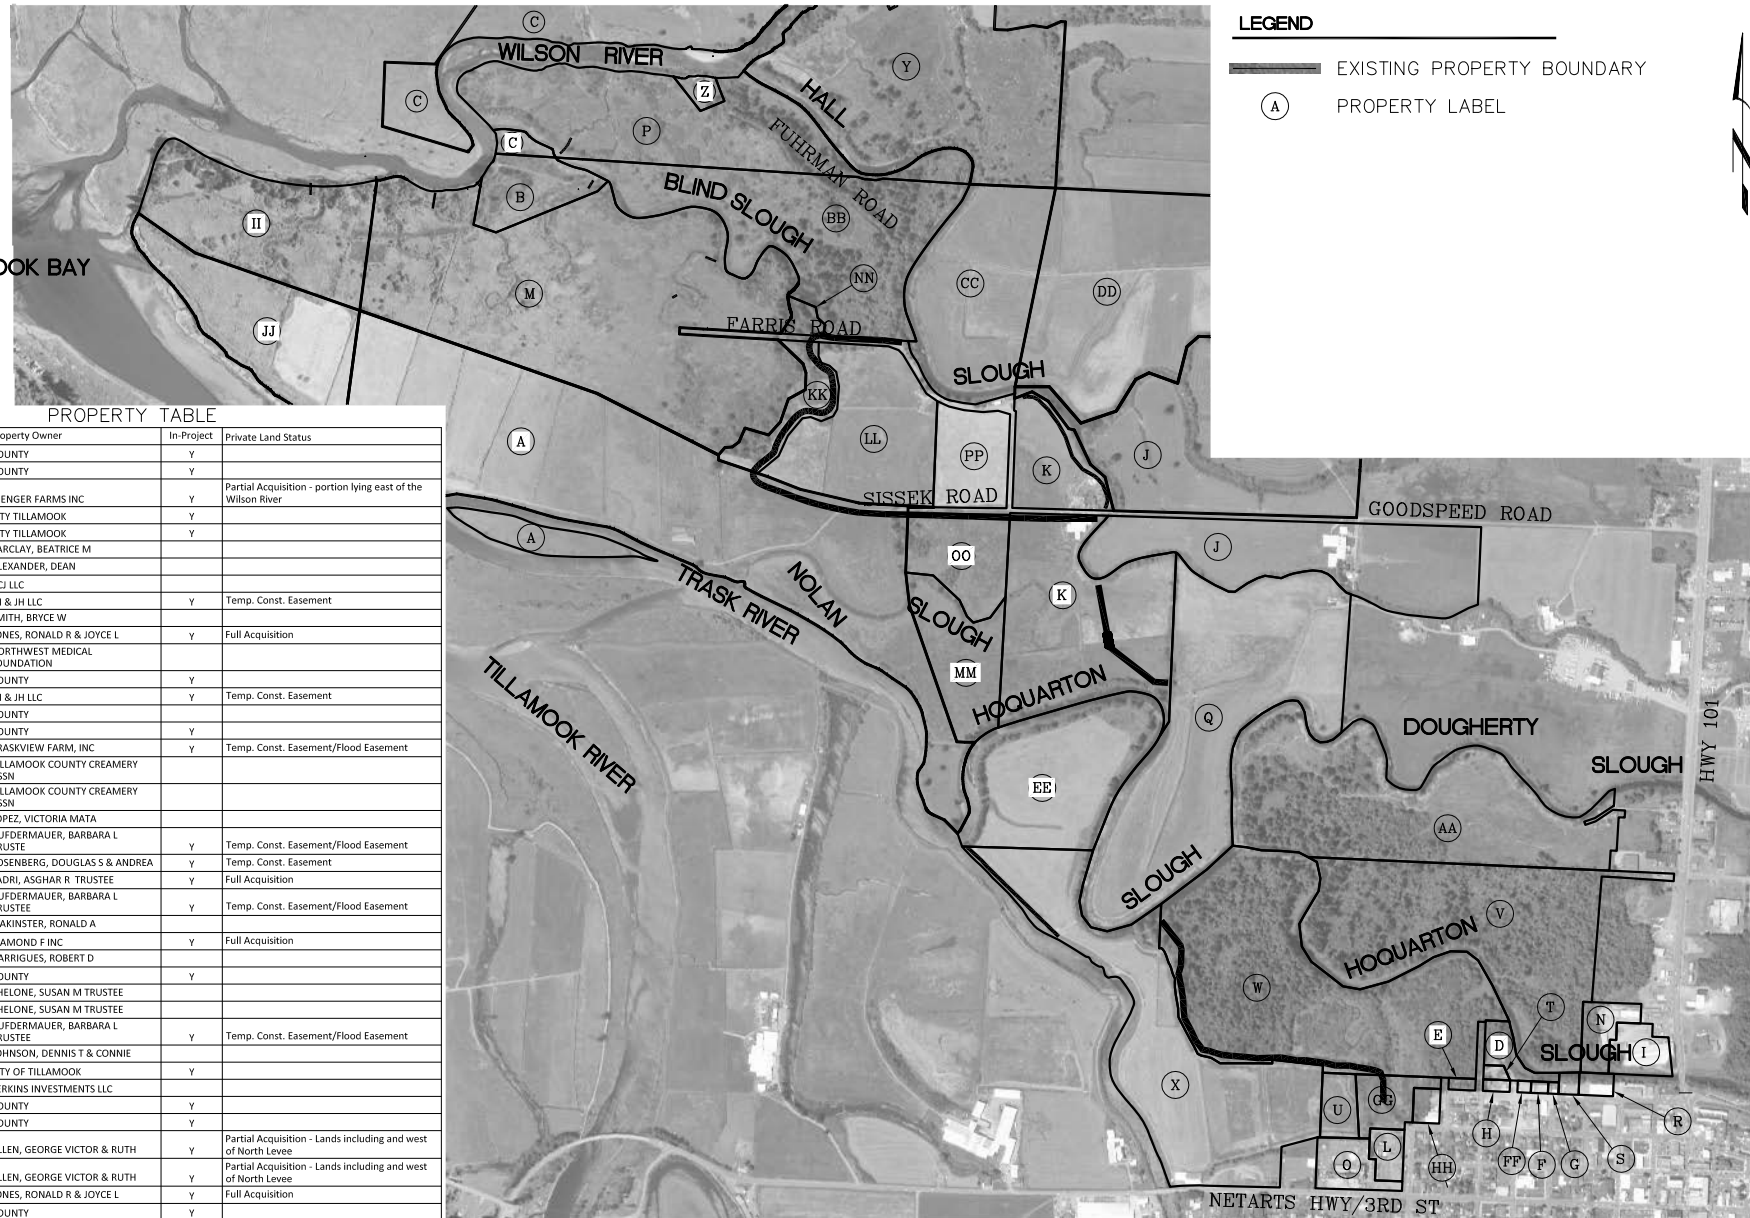 LEGEND
EXISTING PROPERTY BOUNDARY
A PROPERTY LABEL
C
WILSON RIVER
Y
HALL
Z
C
P
C
FUHRMAN ROAD
B
BLIND SLOUGH
BB
II
OOK BAY
M
NN
CC
DD
JJ
FARRIS ROAD
SLOUGH
KK
LL
PP
K
J
A
SISSEK ROAD
GOODSPEED ROAD
A
OO
J
TRASK RIVER
NOLAN
SLOUGH
K
MM
HOQUARTON
TILLAMOOK RIVER
Q
DOUGHERTY
SLOUGH
HWY 101
EE
AA
SLOUGH
V
HOQUARTON
W
T
N
E
D
SLOUGH
I
X
U
GG
H
R
L
O
HH
FF
F
G
S
NETARTS HWY/3RD ST
PROPERTY TABLE
operty Owner In-Project Private Land Status
OUNTY Y
OUNTY Y
Partial Acquisition - portion lying east of the
ENGER FARMS INC Y Wilson River
TY TILLAMOOK Y
TY TILLAMOOK Y
ARCLAY, BEATRICE M
LEXANDER, DEAN
CJ LLC
& JH LLC Y Temp. Const. Easement
MITH, BRYCE W
ONES, RONALD R & JOYCE L Y Full Acquisition
ORTHWEST MEDICAL
OUNDATION
OUNTY Y
& JH LLC Y Temp. Const. Easement
OUNTY
OUNTY Y
RASKVIEW FARM, INC Y Temp. Const. Easement/Flood Easement
LLAMOOK COUNTY CREAMERY
SSN
LLAMOOK COUNTY CREAMERY
SSN
OPEZ, VICTORIA MATA
UFDERMAUER, BARBARA L
RUSTE Y Temp. Const. Easement/Flood Easement
OSENBERG, DOUGLAS S & ANDREA Y Temp. Const. Easement
ADRI, ASGHAR R TRUSTEE Y Full Acquisition
UFDERMAUER, BARBARA L
RUSTEE Y Temp. Const. Easement/Flood Easement
AKINSTER, RONALD A
AMOND F INC Y Full Acquisition
ARRIGUES, ROBERT D
OUNTY Y
HELONE, SUSAN M TRUSTEE
HELONE, SUSAN M TRUSTEE
UFDERMAUER, BARBARA L
RUSTEE Y Temp. Const. Easement/Flood Easement
OHNSON, DENNIS T & CONNIE
TY OF TILLAMOOK Y
ERKINS INVESTMENTS LLC
OUNTY Y
OUNTY Y
Partial Acquisition - Lands including and west
LLEN, GEORGE VICTOR & RUTH Y of North Levee
Partial Acquisition - Lands including and west
LLEN, GEORGE VICTOR & RUTH Y of North Levee
ONES, RONALD R & JOYCE L Y Full Acquisition
OUNTY Y